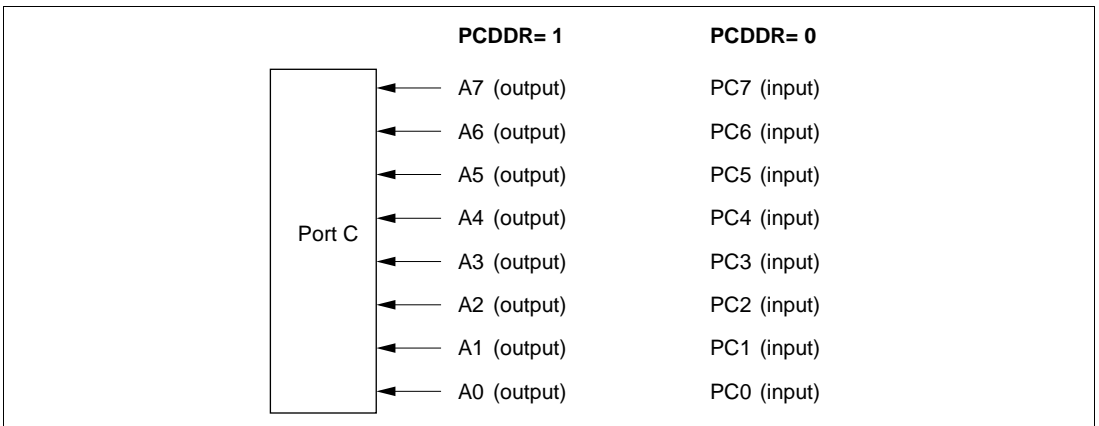 PCDDR= 1 PCDDR= 0
A7 (output) PC7 (input)
A6 (output) PC6 (input)
A5 (output) PC5 (input)
A4 (output) PC4 (input)
Port C
A3 (output) PC3 (input)
A2 (output) PC2 (input)
A1 (output) PC1 (input)
A0 (output) PC0 (input)